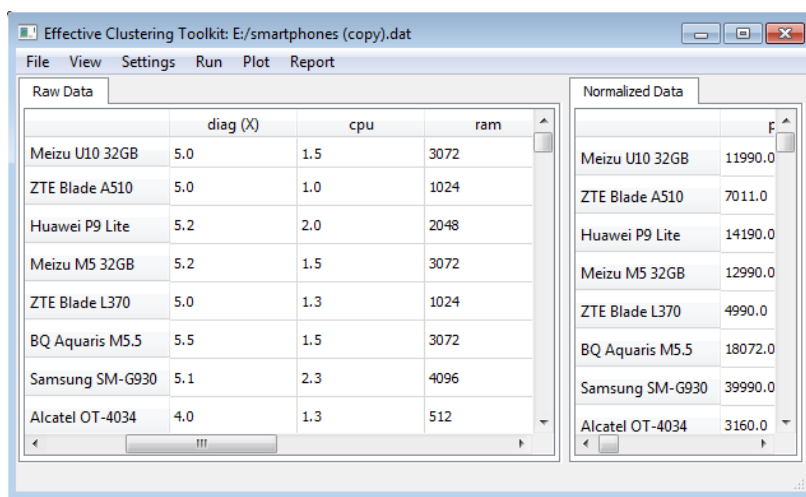 Effective Clustering Toolkit: E:/smartphones (copy).dat
File View Settings Run Plot Report
Raw Data
diag (X) cpu ram
Meizu U10 32GB 5.0 1.5 3072
ZTE Blade A510 5.0 1.0 1024
Huawei P9 Lite 5.2 2.0 2048
Meizu M5 32GB 5.2 1.5 3072
ZTE Blade L370 5.0 1.3 1024
BQ Aquaris M5.5 5.5 1.5 3072
Samsung SM-G930 5.1 2.3 4096
Alcatel OT-4034 4.0 1.3 512
Normalized Data
Meizu U10 32GB 11990.0
ZTE Blade A510 7011.0
Huawei P9 Lite 14190.0
Meizu M5 32GB 12990.0
ZTE Blade L370 4990.0
BQ Aquaris M5.5 18072.0
Samsung SM-G930 39990.0
Alcatel OT-4034 3160.0